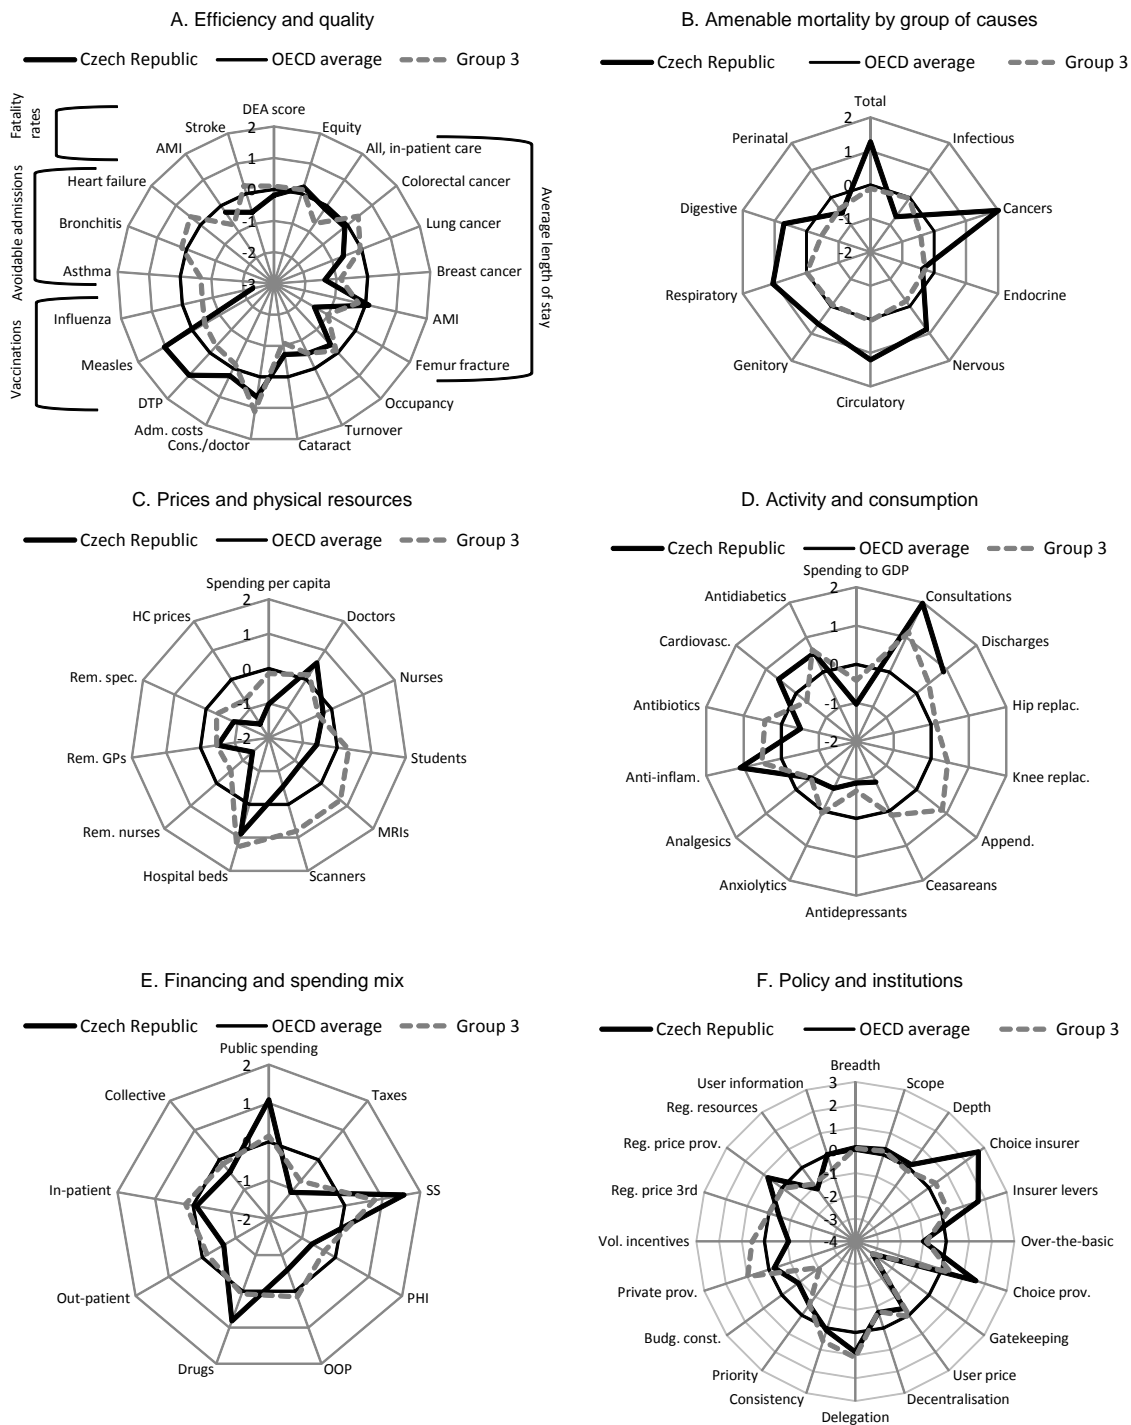 A. Efficiency and quality
Czech Republic
OECD average
Group 3
Fatality rates
Avoidable admissions
Vaccinations
Average length of stay
DEA score
Equity
All, in-patient care
Colorectal cancer
Lung cancer
Breast cancer
AMI
Femur fracture
Occupancy
Turnover
Cataract
Cons./doctor
Adm. costs
DTP
Measles
Influenza
Asthma
Bronchitis
Heart failure
AMI
Stroke
2
1
0
-1
-2
-3
B. Amenable mortality by group of causes
Czech Republic
OECD average
Group 3
Total
Infectious
Cancers
Endocrine
Nervous
Circulatory
Genitory
Respiratory
Digestive
Perinatal
2
1
0
-1
-2
C. Prices and physical resources
Czech Republic
OECD average
Group 3
Spending per capita
Doctors
Nurses
Students
MRIs
Scanners
Hospital beds
Rem. nurses
Rem. GPs
Rem. spec.
HC prices
2
1
0
-1
-2
D. Activity and consumption
Czech Republic
OECD average
Group 3
Spending to GDP
Consultations
Discharges
Hip replac.
Knee replac.
Append.
Ceasareans
Antidepressants
Anxiolytics
Analgesics
Anti-inflam.
Antibiotics
Cardiovasc.
Antidiabetics
2
1
0
-1
-2
E. Financing and spending mix
Czech Republic
OECD average
Group 3
Public spending
Taxes
SS
PHI
OOP
Drugs
Out-patient
In-patient
Collective
2
1
0
-1
-2
F. Policy and institutions
Czech Republic
OECD average
Group 3
Breadth
Scope
Depth
Choice insurer
Insurer levers
Over-the-basic
Choice prov.
Gatekeeping
User price
Decentralisation
Delegation
Consistency
Priority
Budg. const.
Private prov.
Vol. incentives
Reg. price 3rd
Reg. price prov.
Reg. resources
User information
3
2
1
0
-1
-2
-3
-4